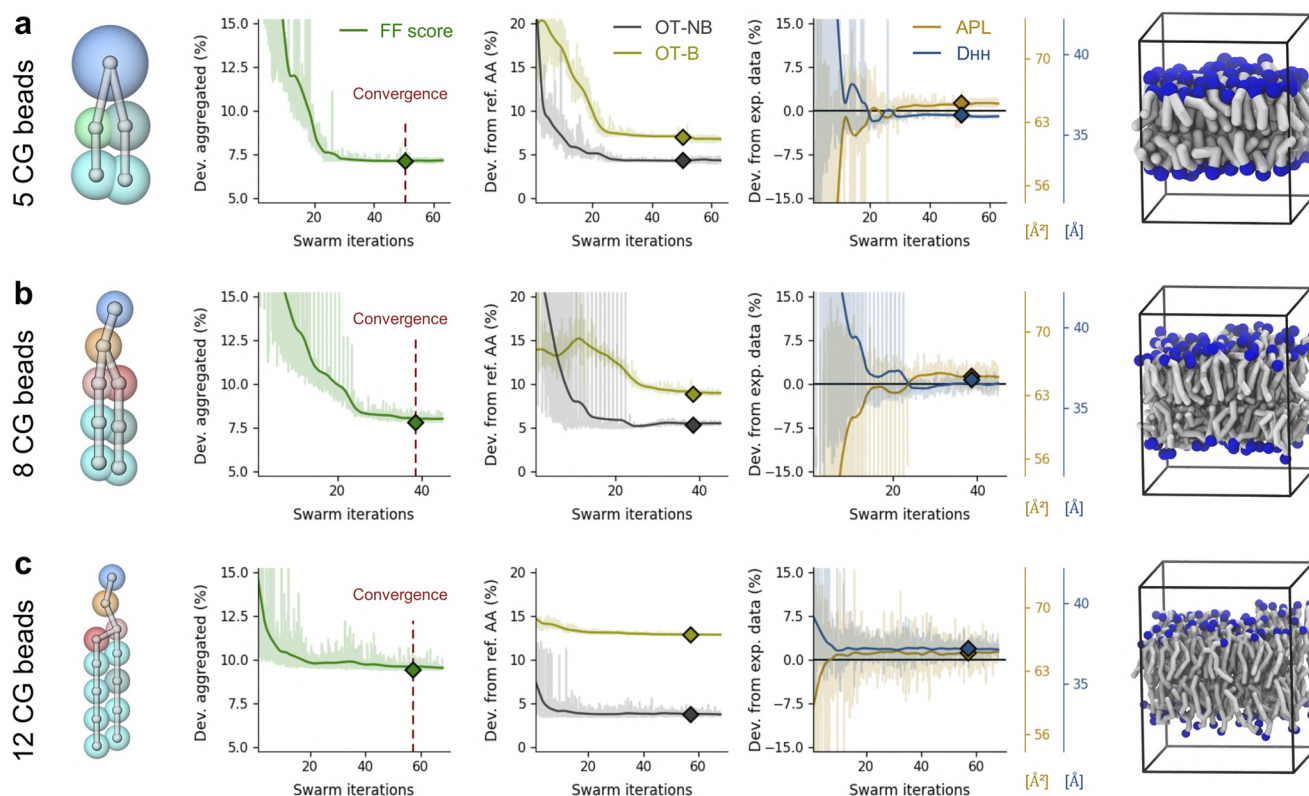 a
5 CG beads
Dev. aggregated (%)
15.0
12.5
10.0
7.5
5.0
FF score
Convergence
20 40 60
Swarm iterations
Dev. from ref. AA (%)
20
15
10
5
0
OT-NB
OT-B
20 40 60
Swarm iterations
Dev. from exp. data (%)
15.0
7.5
0.0
−7.5
−15.0
APL
DHH
20 40 60
Swarm iterations
70
63
56
[Å²]
40
35
[Å]
b
8 CG beads
Dev. aggregated (%)
15.0
12.5
10.0
7.5
5.0
Convergence
20 40
Swarm iterations
Dev. from ref. AA (%)
20
15
10
5
0
20 40
Swarm iterations
Dev. from exp. data (%)
15.0
7.5
0.0
−7.5
−15.0
20 40
Swarm iterations
70
63
56
[Å²]
40
35
[Å]
c
12 CG beads
Dev. aggregated (%)
15.0
12.5
10.0
7.5
5.0
Convergence
20 40 60
Swarm iterations
Dev. from ref. AA (%)
20
15
10
5
0
20 40 60
Swarm iterations
Dev. from exp. data (%)
15.0
7.5
0.0
−7.5
−15.0
20 40 60
Swarm iterations
70
63
56
[Å²]
40
35
[Å]